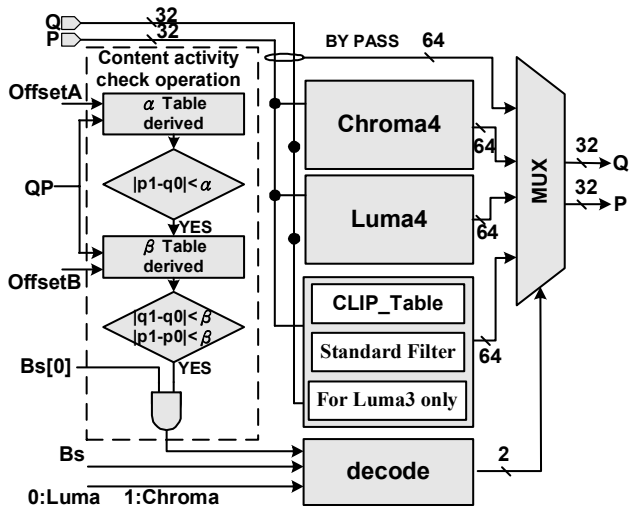 Q 32
P 32
BY PASS 64
Content activity
check operation
OffsetA
α Table
derived
Chroma4
64
|p1-q0|< α
QP
YES
Luma4
64
MUX
32 Q
32 P
β Table
derived
OffsetB
CLIP_Table
|q1-q0|< β
|p1-p0|< β
Standard Filter
64
YES
Bs[0]
For Luma3 only
Bs
decode
2
0:Luma 1:Chroma